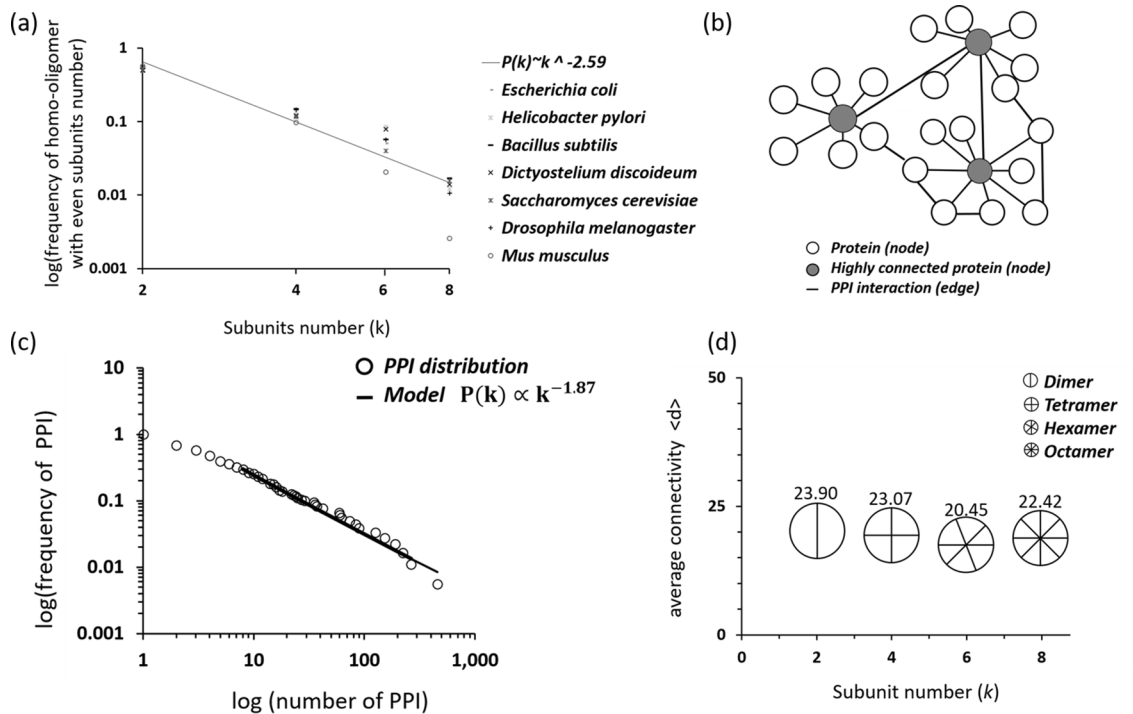 (a)
log(frequency of homo-oligomer
with even subunits number)
1
0.1
0.01
0.001
2
4
6
8
Subunits number (k)
P(k)~k ^ -2.59
Escherichia coli
Helicobacter pylori
Bacillus subtilis
Dictyostelium discoideum
Saccharomyces cerevisiae
Drosophila melanogaster
Mus musculus
(b)
Protein (node)
Highly connected protein (node)
PPI interaction (edge)
(c)
PPI distribution
Model P(k) ∝ k^−1.87
log(frequency of PPI)
10
1
0.1
0.01
0.001
1
10
100
1,000
log (number of PPI)
(d)
average connectivity <d>
50
25
0
Dimer
Tetramer
Hexamer
Octamer
23.90
23.07
20.45
22.42
0
2
4
6
8
Subunit number (k)